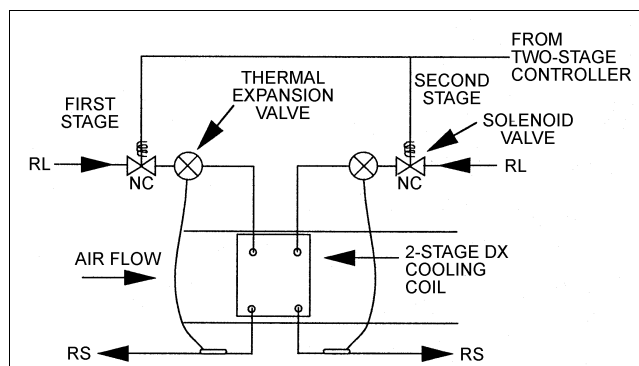 FROM
TWO-STAGE
CONTROLLER
THERMAL
EXPANSION
VALVE
SECOND
STAGE
FIRST
STAGE
SOLENOID
VALVE
RL
NC
NC
RL
AIR FLOW
2-STAGE DX
COOLING
COIL
RS
RS